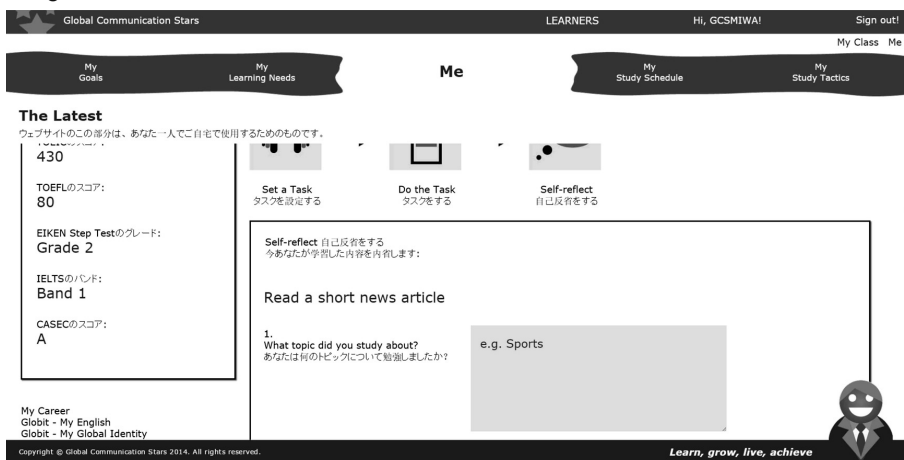 Global Communication Stars
LEARNERS
Hi, GCSMIWA!
Sign out!
My Class Me
My
Goals
My
Learning Needs
Me
My
Study Schedule
My
Study Tactics
The Latest
ウェブサイトのこの部分は、あなた一人でご自宅で使用するためのものです。
430
TOEFLのスコア:
80
EIKEN Step Testのグレード:
Grade 2
IELTSのバンド:
Band 1
CASECのスコア:
A
My Career
Globit - My English
Globit - My Global Identity
Set a Task
タスクを設定する
Do the Task
タスクをする
Self-reflect
自己反省をする
Self-reflect 自己反省をする
今あなたが学習した内容を内省します:
Read a short news article
1.
What topic did you study about?
あなたは何のトピックについて勉強しましたか?
e.g. Sports
Copyright © Global Communication Stars 2014. All rights reserved.
Learn, grow, live, achieve